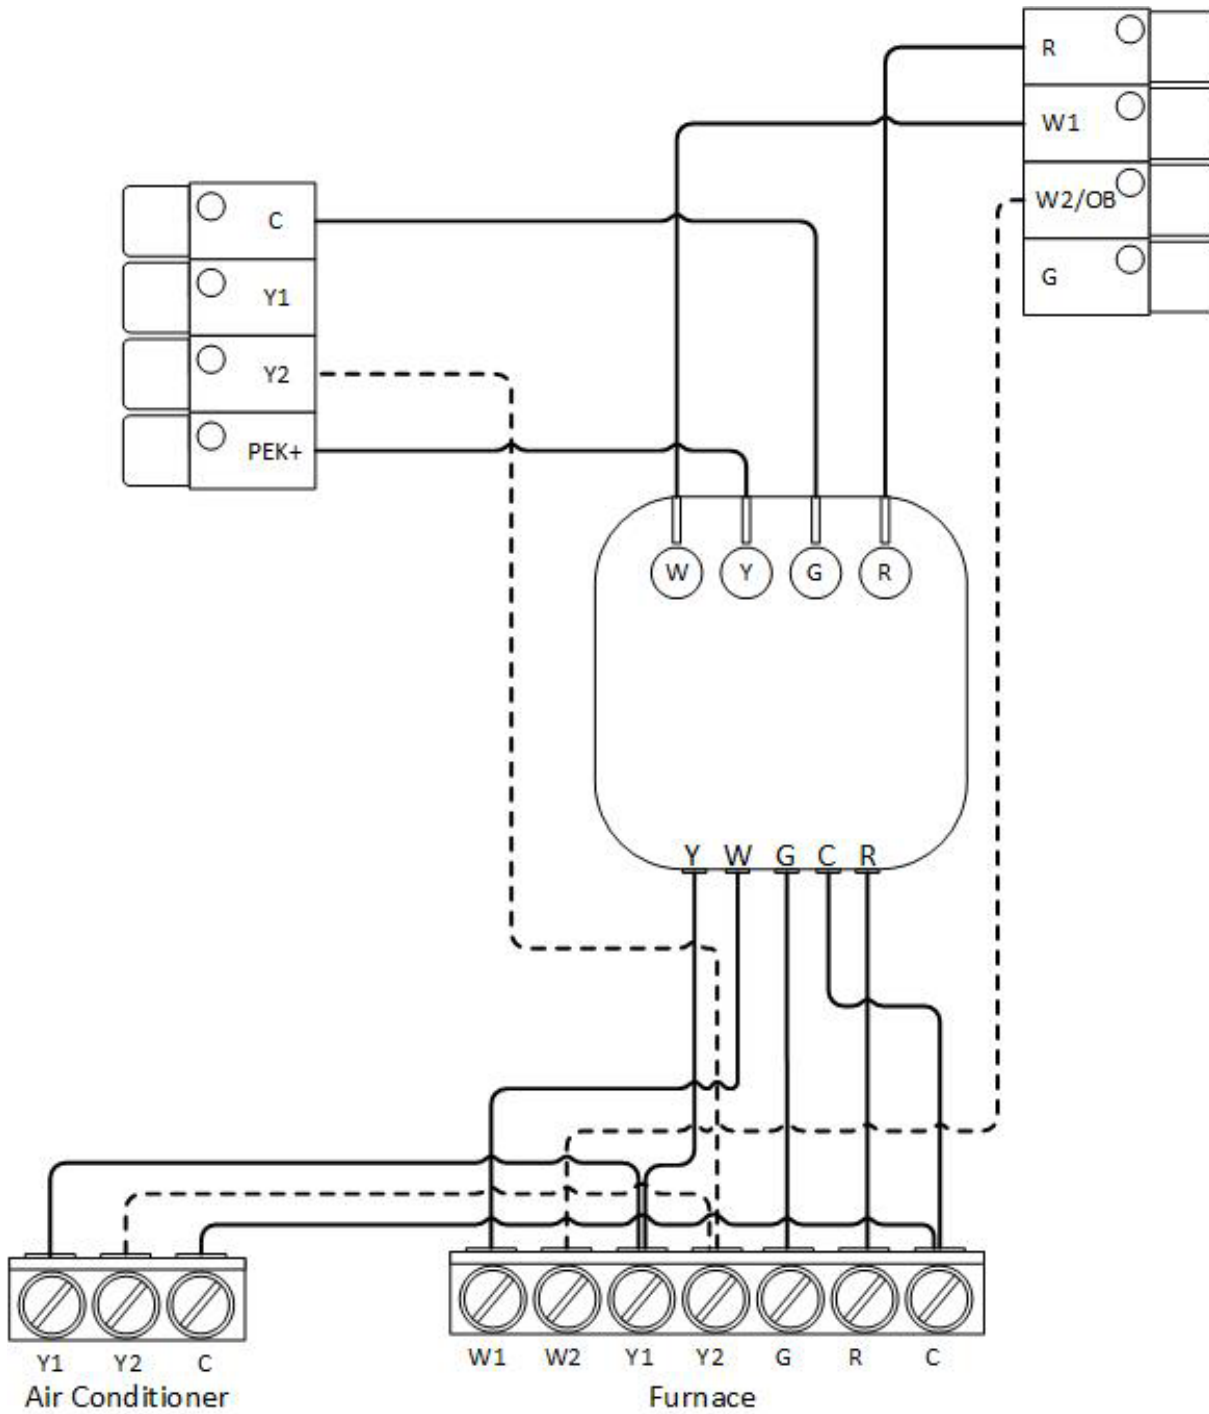 R
W1
W2/OB
G
C
Y1
Y2
PEK+
W Y G R
Y W G C R
Y1 Y2 C
Air Conditioner
W1 W2 Y1 Y2 G R C
Furnace